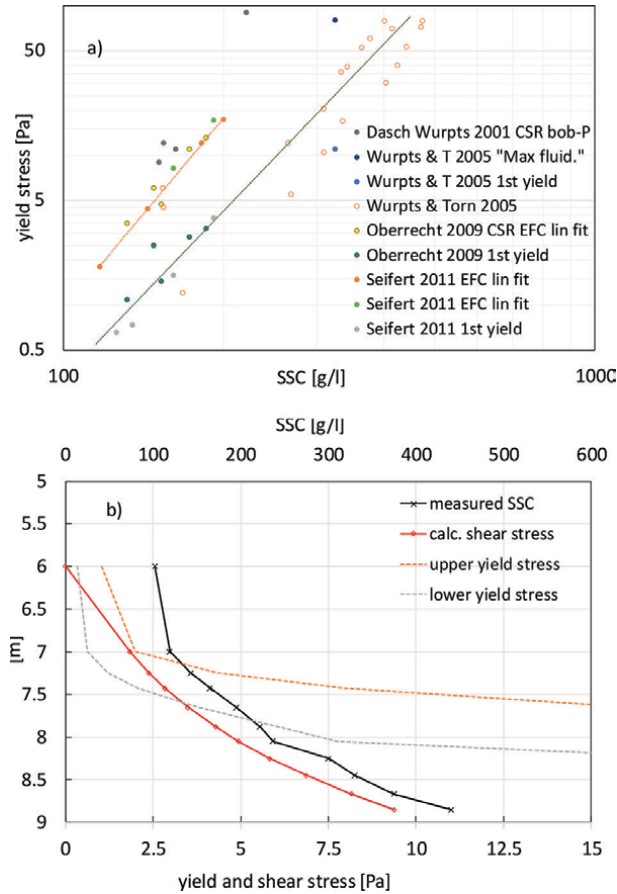 a)
50
5
0.5
yield stress [Pa]
Dasch Wurpts 2001 CSR bob-P
Wurpts & T 2005 "Max fluid."
Wurpts & T 2005 1st yield
Wurpts & Torn 2005
Oberrecht 2009 CSR EFC lin fit
Oberrecht 2009 1st yield
Seifert 2011 EFC lin fit
Seifert 2011 EFC lin fit
Seifert 2011 1st yield
100
SSC [g/l]
1000
SSC [g/l]
0 100 200 300 400 500 600
b)
5
5.5
6
6.5
7
7.5
8
8.5
9
[m]
measured SSC
calc. shear stress
upper yield stress
lower yield stress
0 2.5 5 7.5 10 12.5 15
yield and shear stress [Pa]